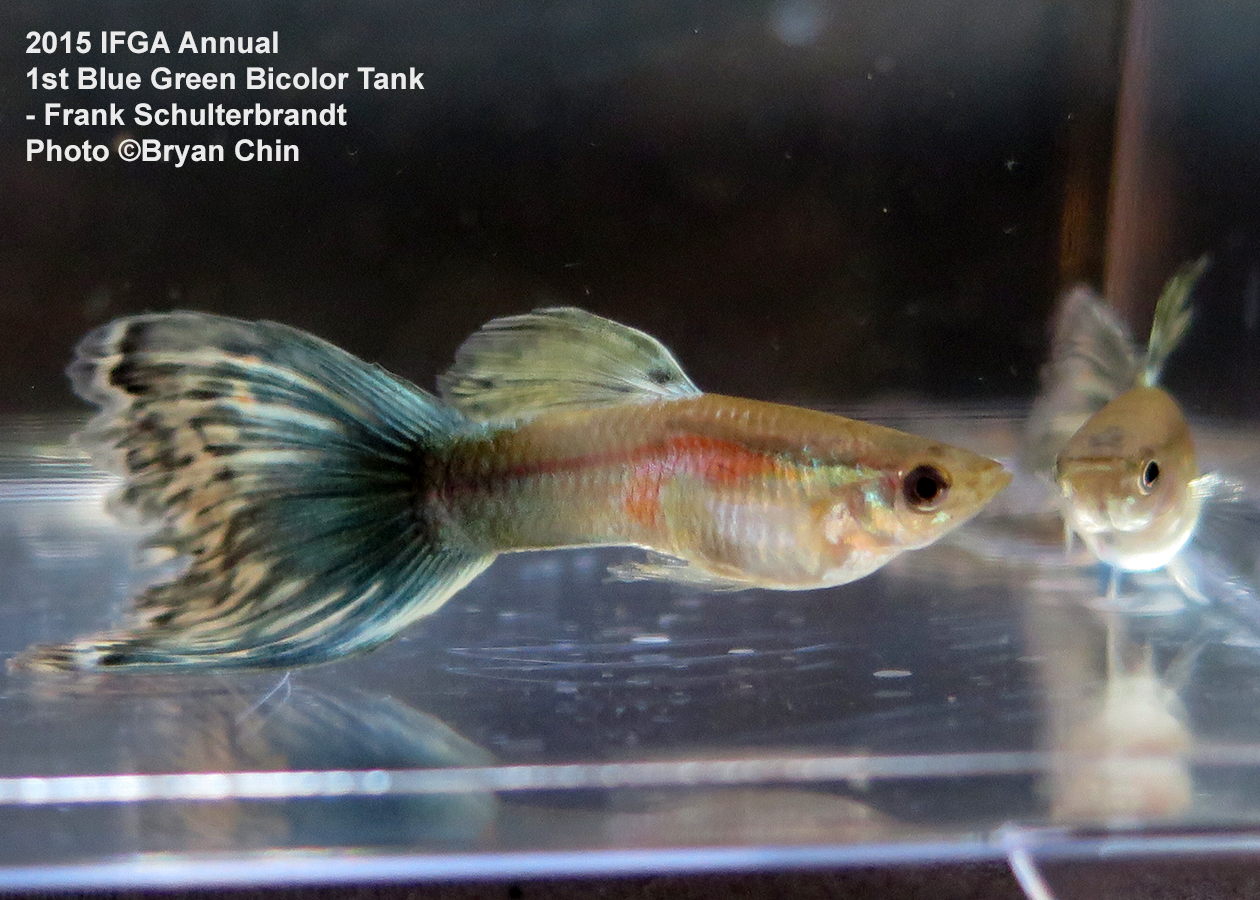 2015 IFGA Annual
1st Blue Green Bicolor Tank
- Frank Schulterbrandt
Photo ©Bryan Chin